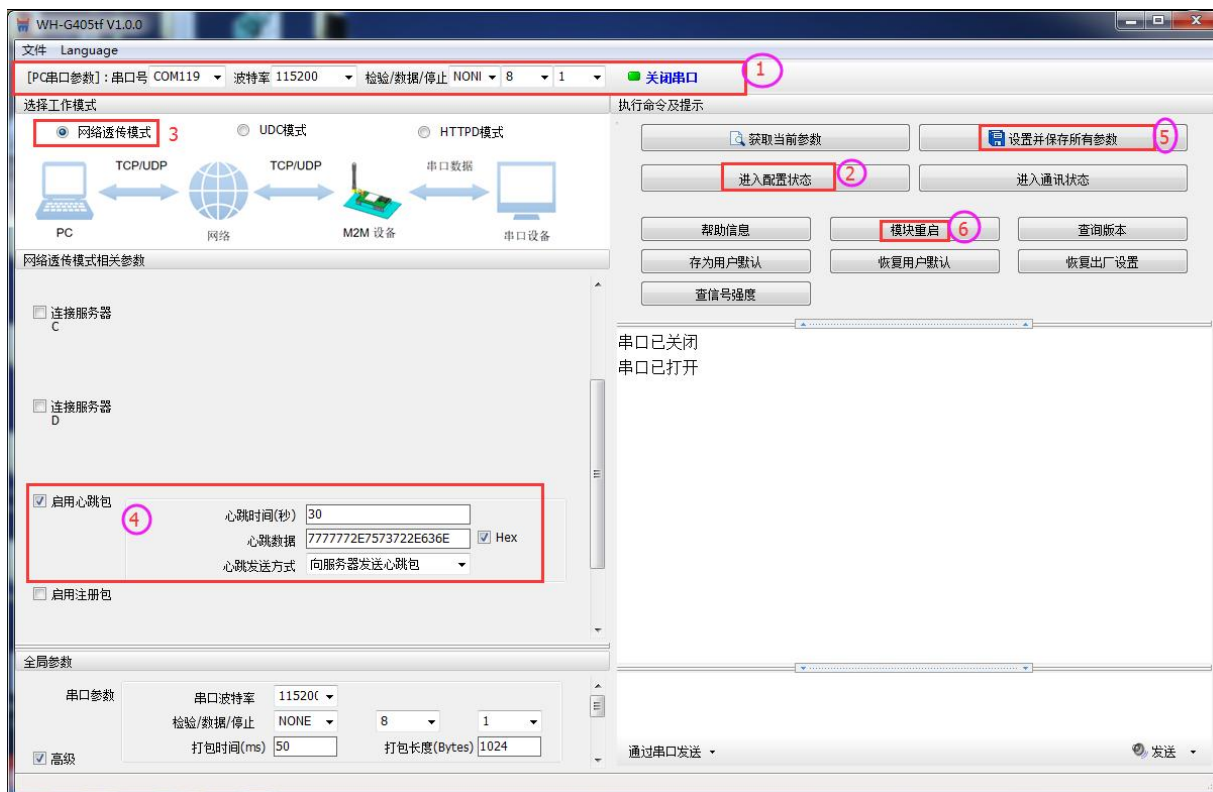 WH-G405tf V1.0.0
文件 Language
[PC串口参数]：串口号 COM119 波特率 115200 检验/数据/停止 NONI 8 1 关闭串口 1
选择工作模式
网络透传模式 3 UDC模式 HTTPD模式
TCP/UDP TCP/UDP 串口数据
PC 网络 M2M 设备 串口设备
网络透传模式相关参数
连接服务器
C
连接服务器
D
启用心跳包
4
心跳时间(秒) 30
心跳数据 7777772E7573722E636E Hex
心跳发送方式 向服务器发送心跳包
启用注册包
全局参数
串口参数 串口波特率 11520(
检验/数据/停止 NONE 8 1
打包时间(ms) 50 打包长度(Bytes) 1024
高级
执行命令及提示
获取当前参数 设置并保存所有参数 5
进入配置状态 2 进入通讯状态
帮助信息 模块重启 6 查询版本
存为用户默认 恢复用户默认 恢复出厂设置
查信号强度
串口已关闭
串口已打开
通过串口发送 发送